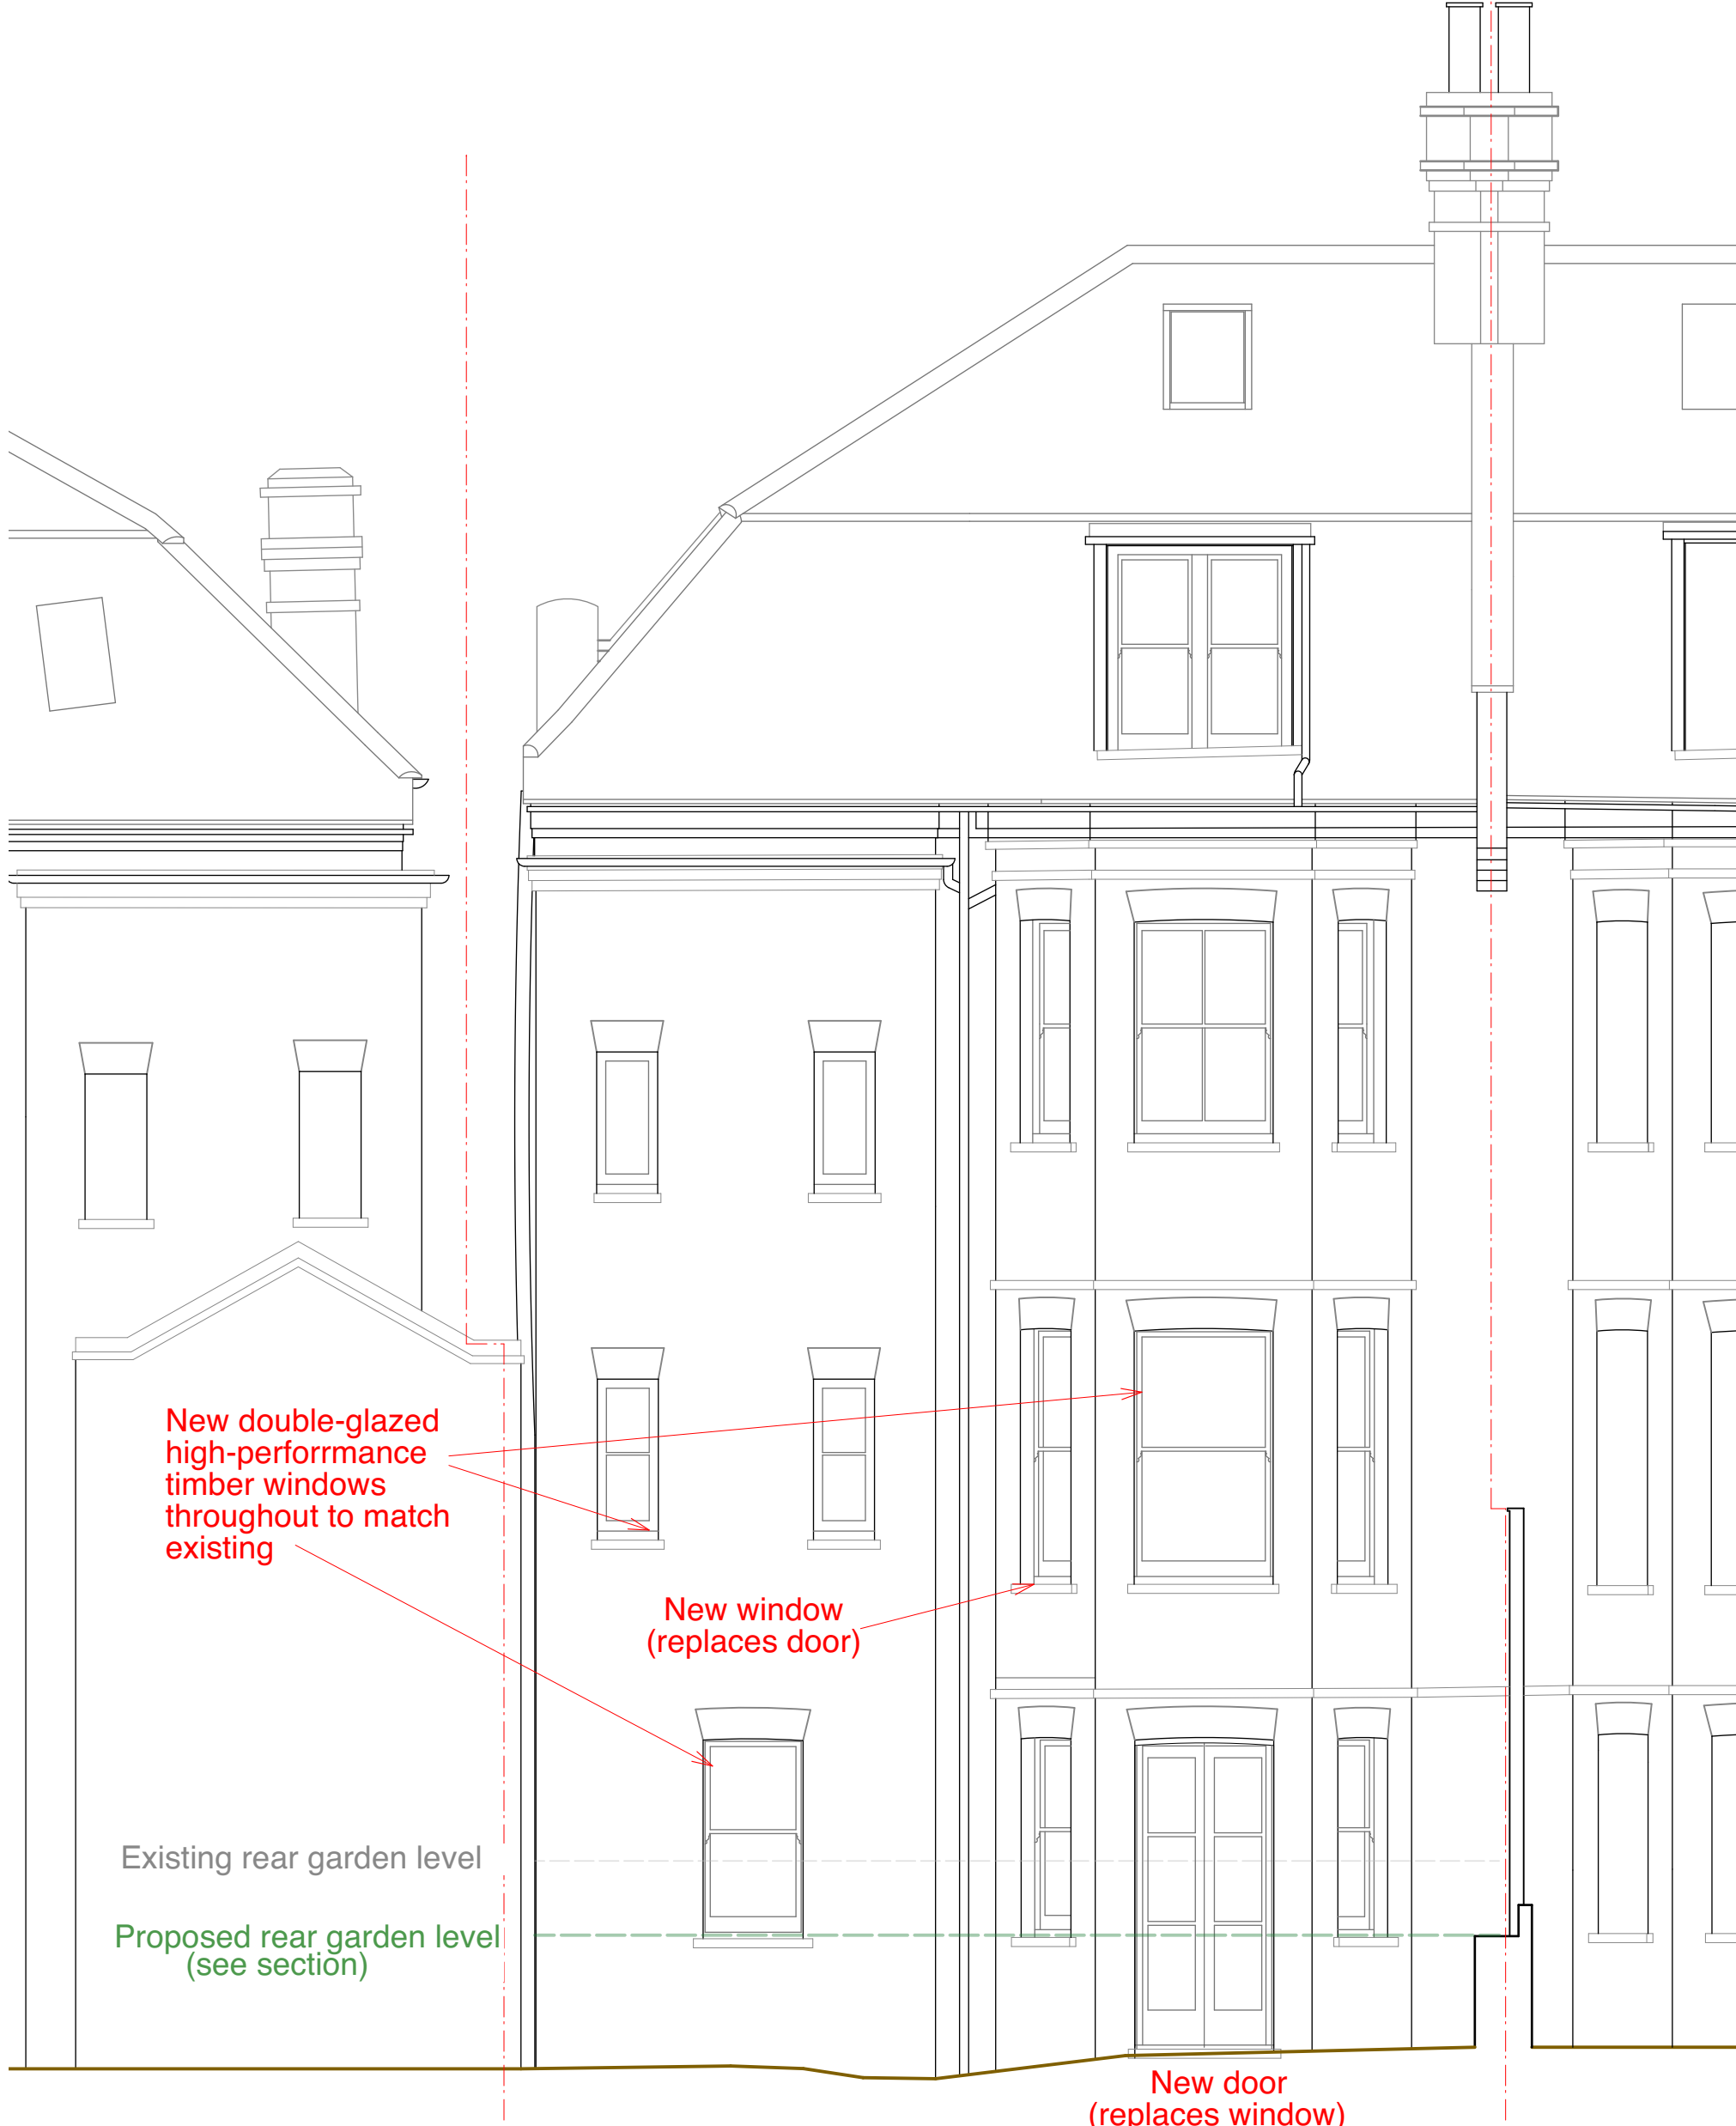 New double-glazed
high-perforrmance
timber windows
throughout to match
existing
New window
(replaces door)
Existing rear garden level
Proposed rear garden level
(see section)
New door
(replaces window)